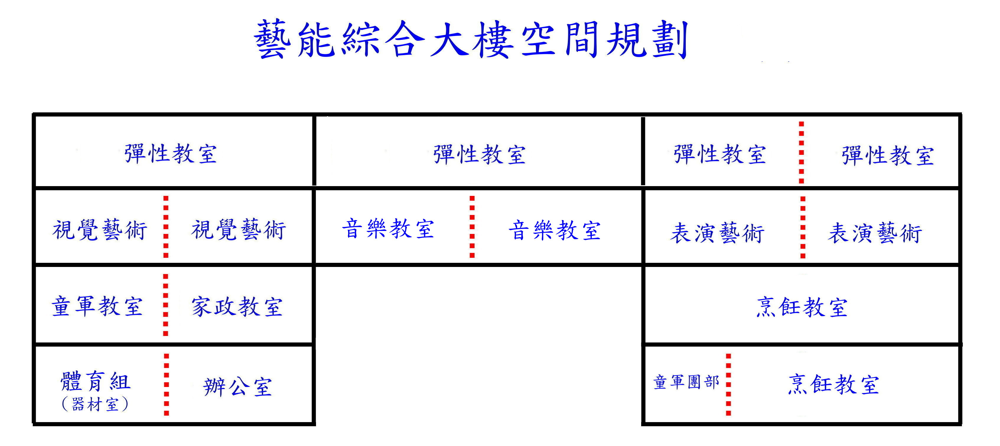 藝能綜合大樓空間規劃
彈性教室 彈性教室 彈性教室 彈性教室
視覺藝術 視覺藝術 音樂教室 音樂教室 表演藝術 表演藝術
童軍教室 家政教室 烹飪教室
體育組 辦公室 童軍團部 烹飪教室
（器材室）